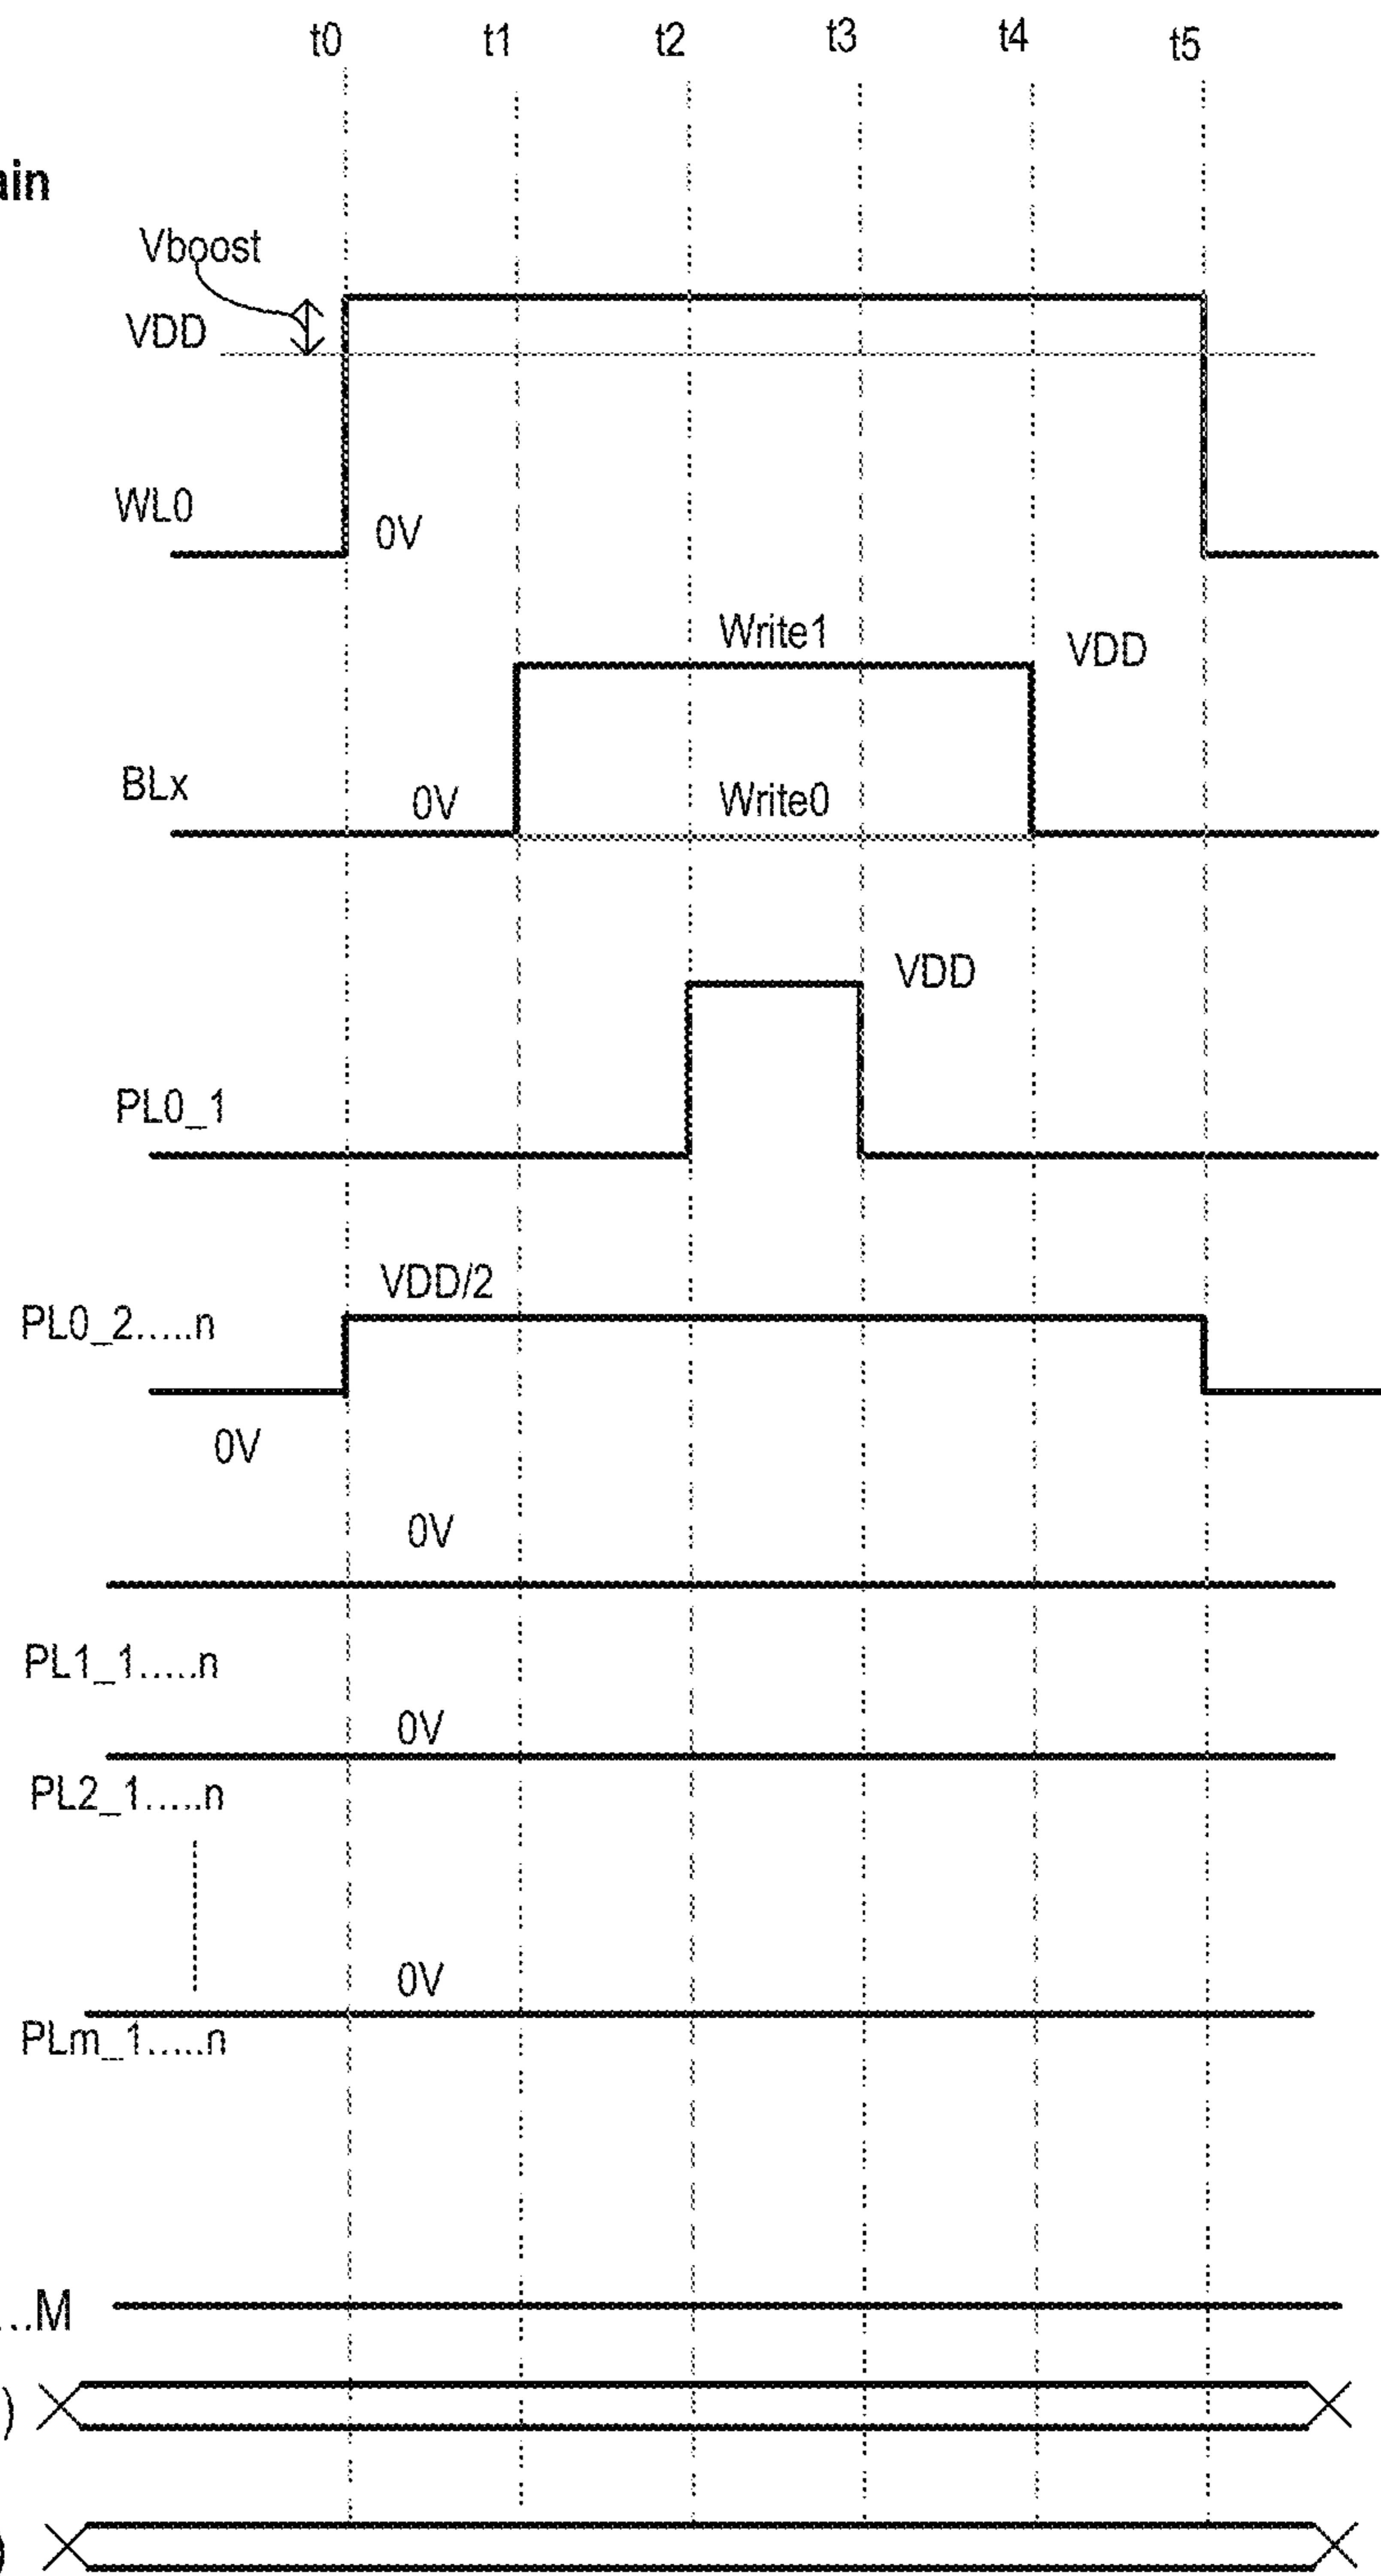 t0 t1 t2 t3 t4 t5
Vboost
VDD
WL0
0V
Write1
VDD
BLx
0V
Write0
VDD
PL0_1
VDD/2
PL0_2.....n
0V
0V
PL1_1.....n
0V
PL2_1.....n
0V
PLm_1.....n
...M
)
)